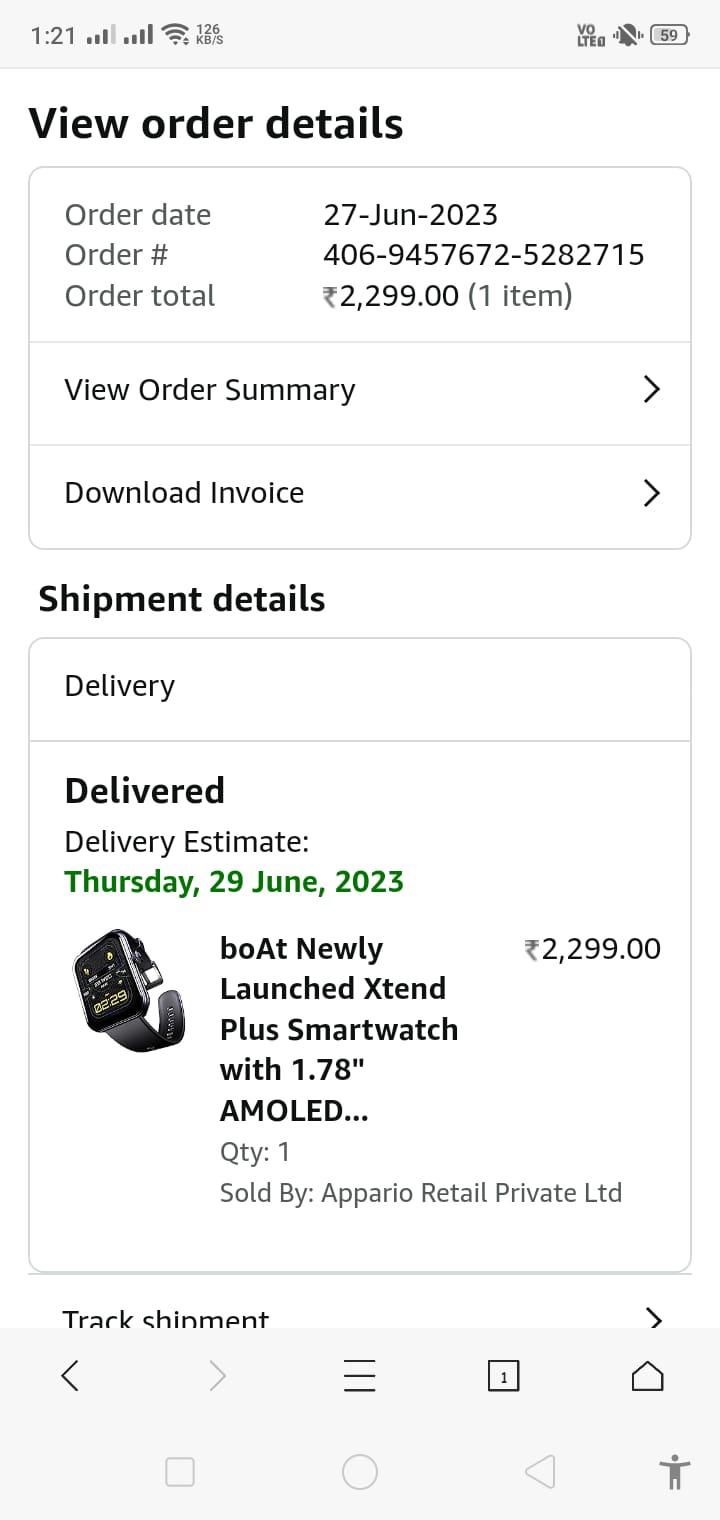 1:21 126 KB/S VO LTE 59
View order details
Order date 27-Jun-2023
Order # 406-9457672-5282715
Order total ₹2,299.00 (1 item)
View Order Summary
Download Invoice
Shipment details
Delivery
Delivered
Delivery Estimate:
Thursday, 29 June, 2023
boAt Newly ₹2,299.00
Launched Xtend
Plus Smartwatch
with 1.78"
AMOLED...
Qty: 1
Sold By: Appario Retail Private Ltd
02:29
Track shipment
1